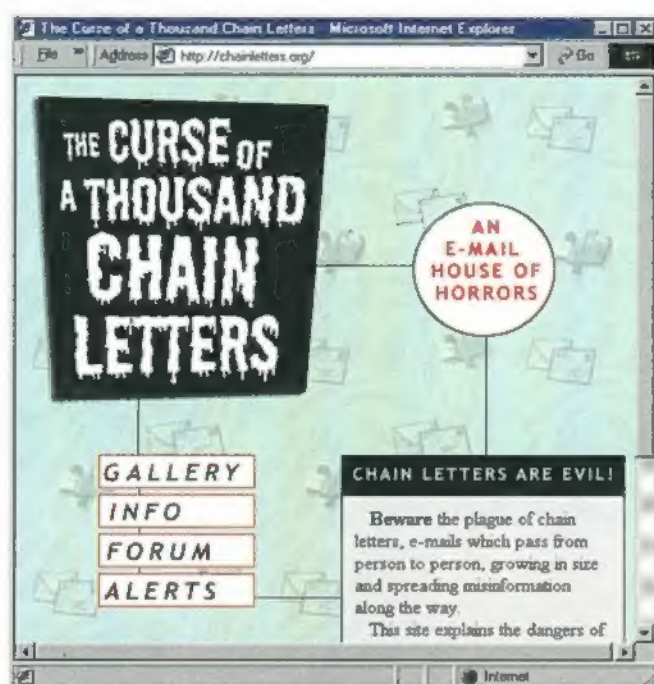 The Curse of a Thousand Chain Letters - Microsoft Internet Explorer
File » Address http://chainletters.org/ Go
THE CURSE OF
A THOUSAND
CHAIN
LETTERS
AN
E-MAIL
HOUSE OF
HORRORS
GALLERY
INFO
FORUM
ALERTS
CHAIN LETTERS ARE EVIL!
Beware the plague of chain
letters, e-mails which pass from
person to person, growing in size
and spreading misinformation
along the way.
This site explains the dangers of
Internet